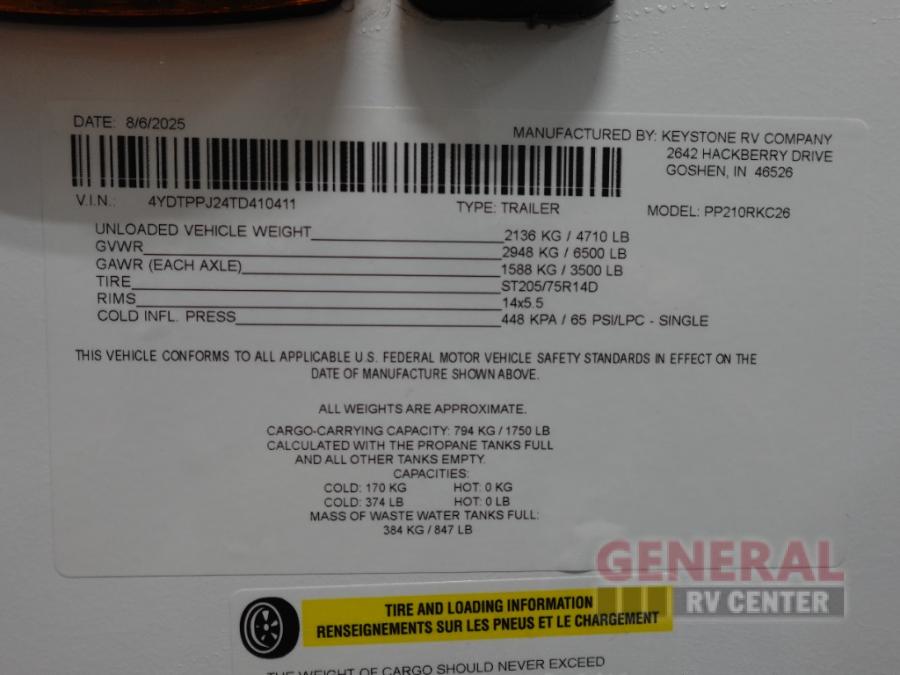 DATE: 8/6/2025
MANUFACTURED BY: KEYSTONE RV COMPANY
2642 HACKBERRY DRIVE
GOSHEN, IN 46526
V.I.N.: 4YDTPPJ24TD410411 TYPE: TRAILER MODEL: PP210RKC26
UNLOADED VEHICLE WEIGHT 2136 KG / 4710 LB
GVWR 2948 KG / 6500 LB
GAWR (EACH AXLE) 1588 KG / 3500 LB
TIRE ST205/75R14D
RIMS 14x5.5
COLD INFL. PRESS 448 KPA / 65 PSI/LPC - SINGLE
THIS VEHICLE CONFORMS TO ALL APPLICABLE U.S. FEDERAL MOTOR VEHICLE SAFETY STANDARDS IN EFFECT ON THE
DATE OF MANUFACTURE SHOWN ABOVE.
ALL WEIGHTS ARE APPROXIMATE.
CARGO-CARRYING CAPACITY: 794 KG / 1750 LB
CALCULATED WITH THE PROPANE TANKS FULL
AND ALL OTHER TANKS EMPTY.
CAPACITIES:
COLD: 170 KG HOT: 0 KG
COLD: 374 LB HOT: 0 LB
MASS OF WASTE WATER TANKS FULL:
384 KG / 847 LB
GENERAL
RV CENTER
TIRE AND LOADING INFORMATION
RENSEIGNEMENTS SUR LES PNEUS ET LE CHARGEMENT
THE WEIGHT OF CARGO SHOULD NEVER EXCEED